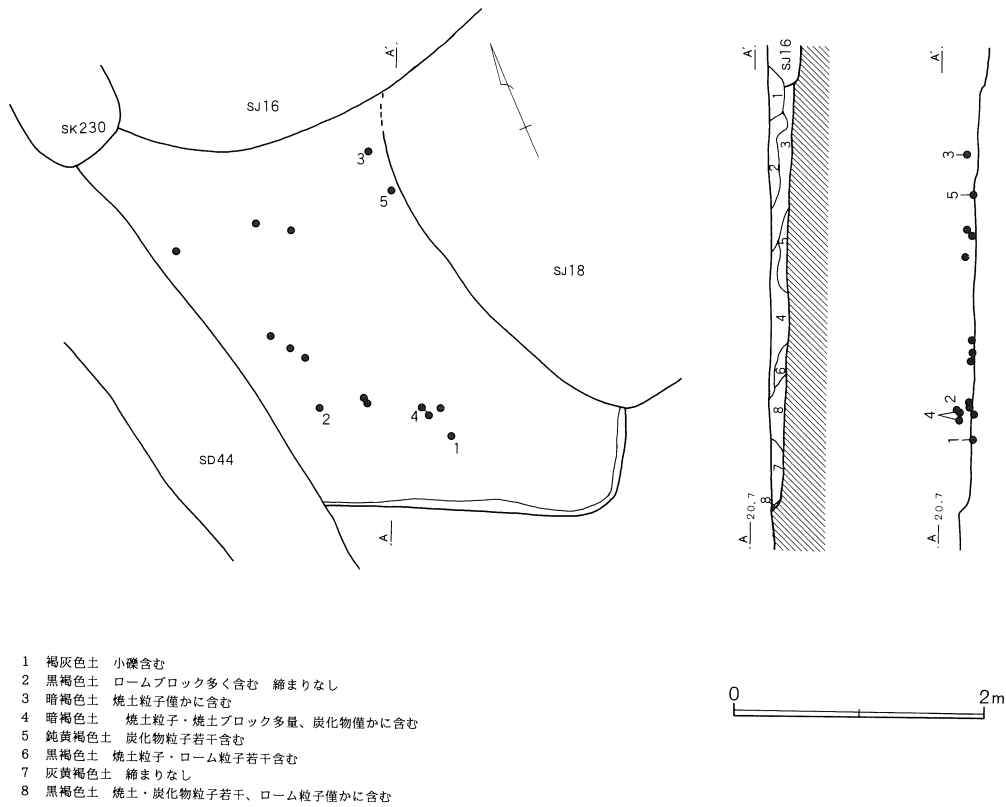 A′
SJ16
SK230
3
5
SJ18
2
4
1
SD44
A
A′
SJ16
1
3
2
5
4
6
8
7
8
A 20.7
A′
3
5
2
4
1
A 20.7
1 褐灰色土 小礫含む
2 黒褐色土 ロームブロック多く含む 締まりなし
3 暗褐色土 焼土粒子僅かに含む
4 暗褐色土 焼土粒子・焼土ブロック多量、炭化物僅かに含む
5 鈍黄褐色土 炭化物粒子若干含む
6 黒褐色土 焼土粒子・ローム粒子若干含む
7 灰黄褐色土 締まりなし
8 黒褐色土 焼土・炭化物粒子若干、ローム粒子僅かに含む
0 2m